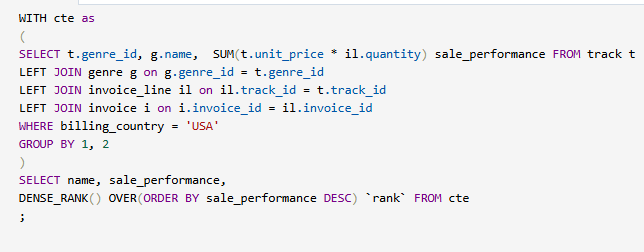 WITH cte as
(
SELECT t.genre_id, g.name,  SUM(t.unit_price * il.quantity) sale_performance FROM track t
LEFT JOIN genre g on g.genre_id = t.genre_id
LEFT JOIN invoice_line il on il.track_id = t.track_id
LEFT JOIN invoice i on i.invoice_id = il.invoice_id
WHERE billing_country = 'USA'
GROUP BY 1, 2
)
SELECT name, sale_performance,
DENSE_RANK() OVER(ORDER BY sale_performance DESC) `rank` FROM cte
;